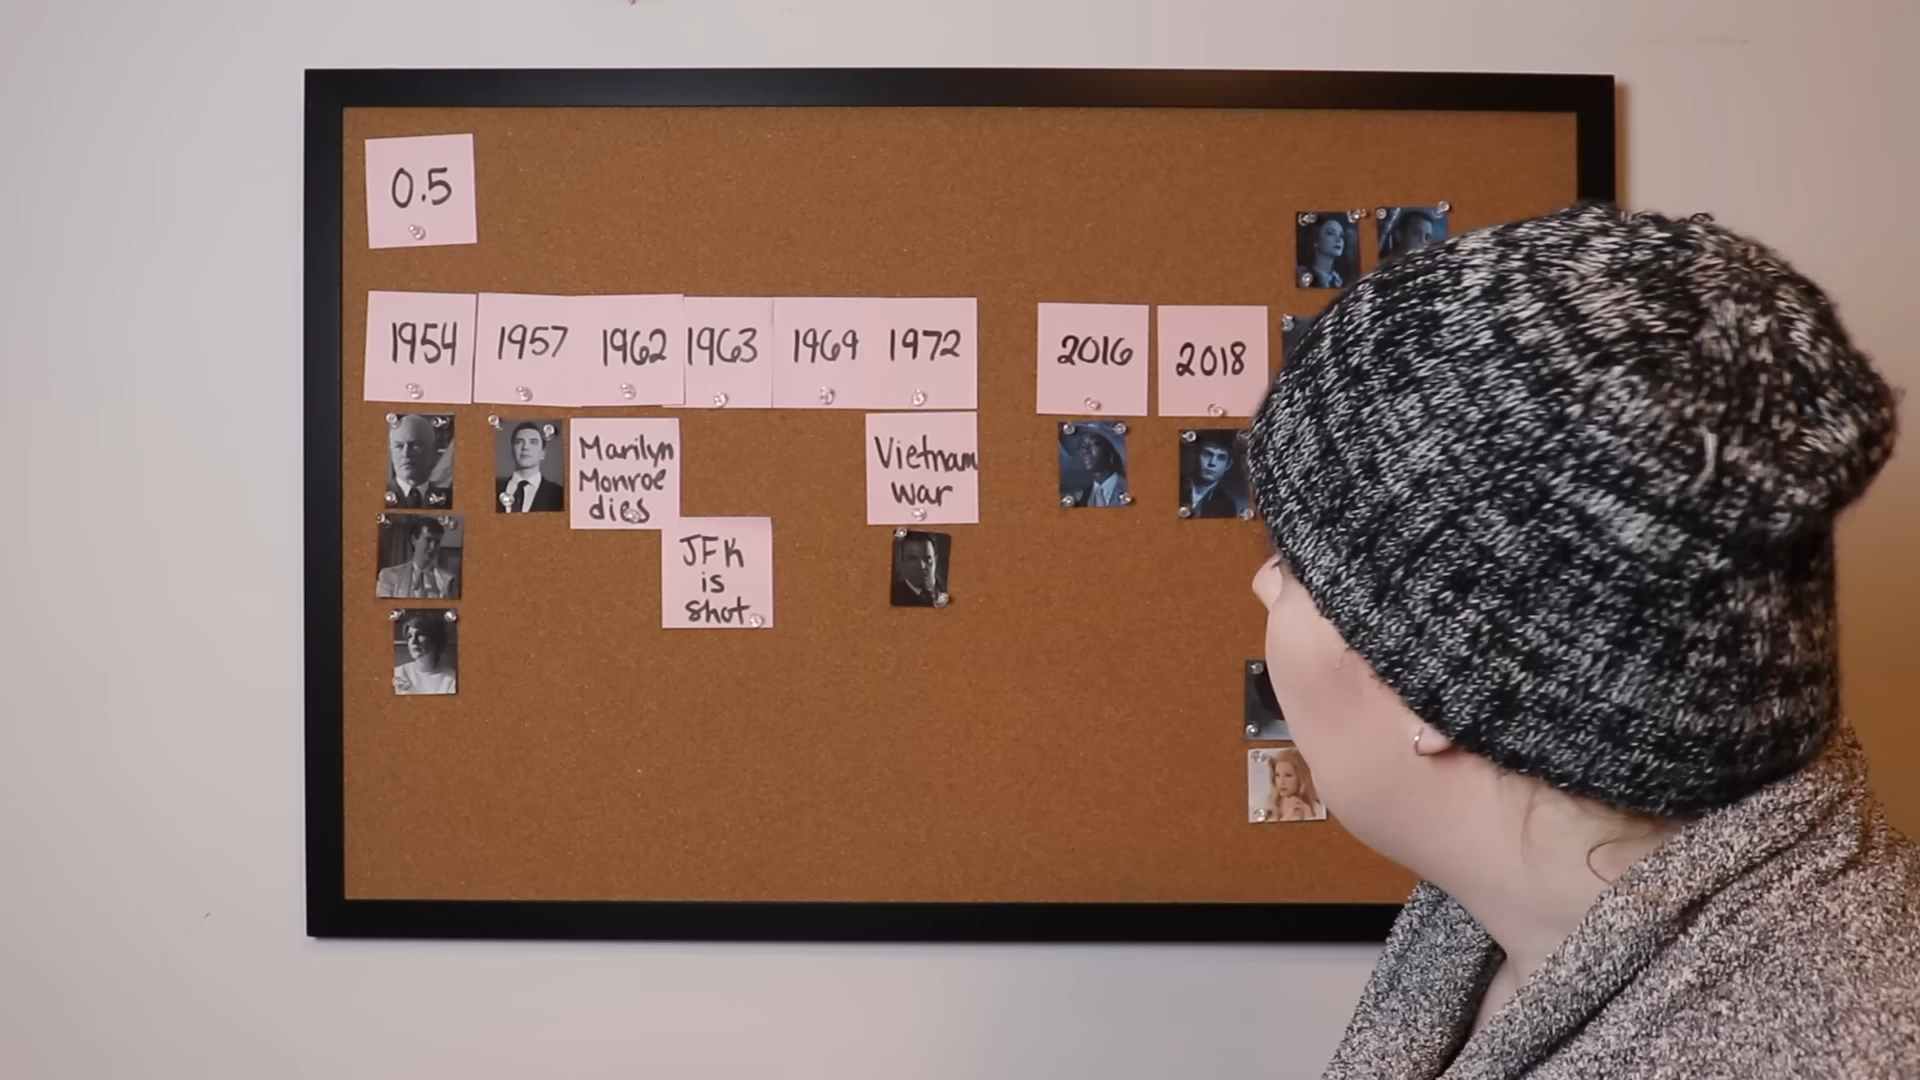 0.5
1954 1957 1962 1963 1969 1972 2016 2018
Marilyn
Monroe
dies
JFK
is
shot
Vietnam
war